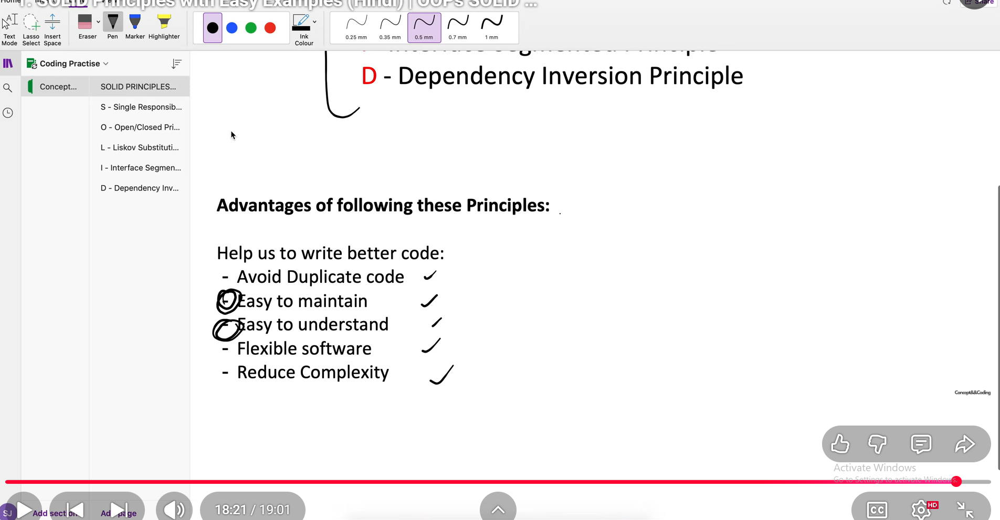 1. SOLID Principles with Easy Examples (Hindi) | OOPs SOLID ...
Share
Text Mode
Lasso Select
Insert Space
Eraser
Pen
Marker
Highlighter
Ink Colour
0.25 mm
0.35 mm
0.5 mm
0.7 mm
1 mm
Coding Practise
Concept...
SOLID PRINCIPLES...
S - Single Responsib...
O - Open/Closed Pri...
L - Liskov Substituti...
I - Interface Segmen...
D - Dependency Inv...
Interface Segmented Principle
D - Dependency Inversion Principle
Advantages of following these Principles:
Help us to write better code:
- Avoid Duplicate code
- Easy to maintain
- Easy to understand
- Flexible software
- Reduce Complexity
Concept&&Coding
Activate Windows
Go to Settings to activate Windows.
SJ
Add section
Add page
18:21 / 19:01
CC
HD